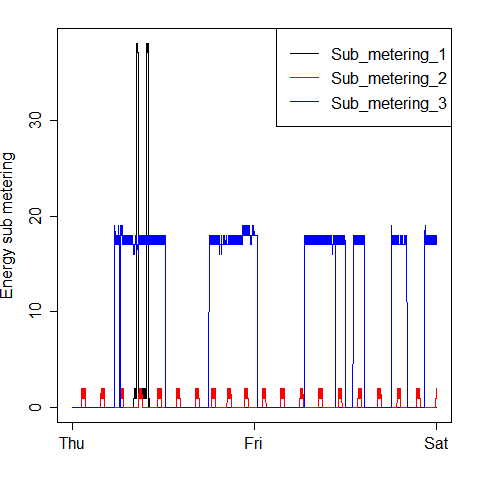 Sub_metering_1
Sub_metering_2
Sub_metering_3
Energy sub metering
30
20
10
0
Thu Fri Sat